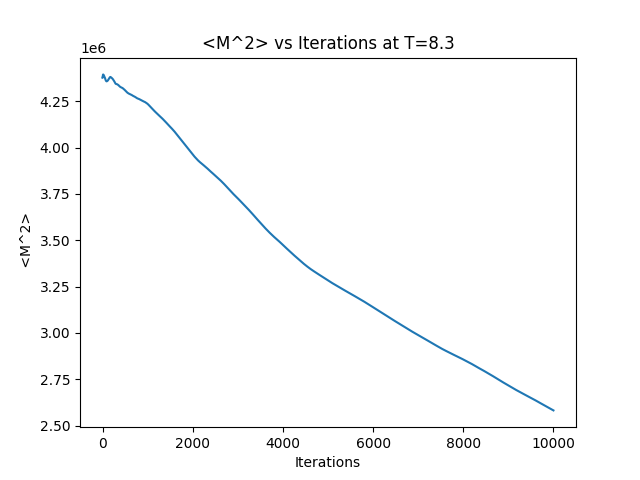 <M^2> vs Iterations at T=8.3
1e6
4.25
4.00
3.75
3.50
3.25
3.00
2.75
2.50
<M^2>
0 2000 4000 6000 8000 10000
Iterations